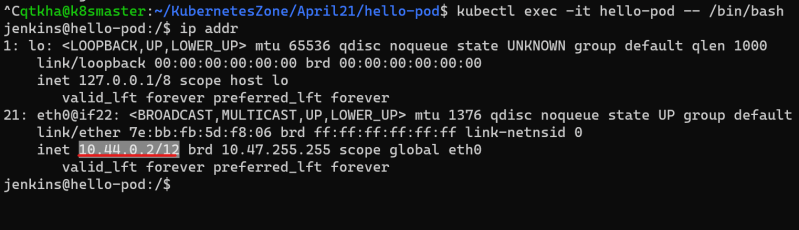 ^Cqtkha@k8smaster:~/KubernetesZone/April21/hello-pod$ kubectl exec -it hello-pod -- /bin/bash
jenkins@hello-pod:/$ ip addr
1: lo: <LOOPBACK,UP,LOWER_UP> mtu 65536 qdisc noqueue state UNKNOWN group default qlen 1000
    link/loopback 00:00:00:00:00:00 brd 00:00:00:00:00:00
    inet 127.0.0.1/8 scope host lo
       valid_lft forever preferred_lft forever
21: eth0@if22: <BROADCAST,MULTICAST,UP,LOWER_UP> mtu 1376 qdisc noqueue state UP group default
    link/ether 7e:bb:fb:5d:f8:06 brd ff:ff:ff:ff:ff:ff link-netnsid 0
    inet 10.44.0.2/12 brd 10.47.255.255 scope global eth0
       valid_lft forever preferred_lft forever
jenkins@hello-pod:/$